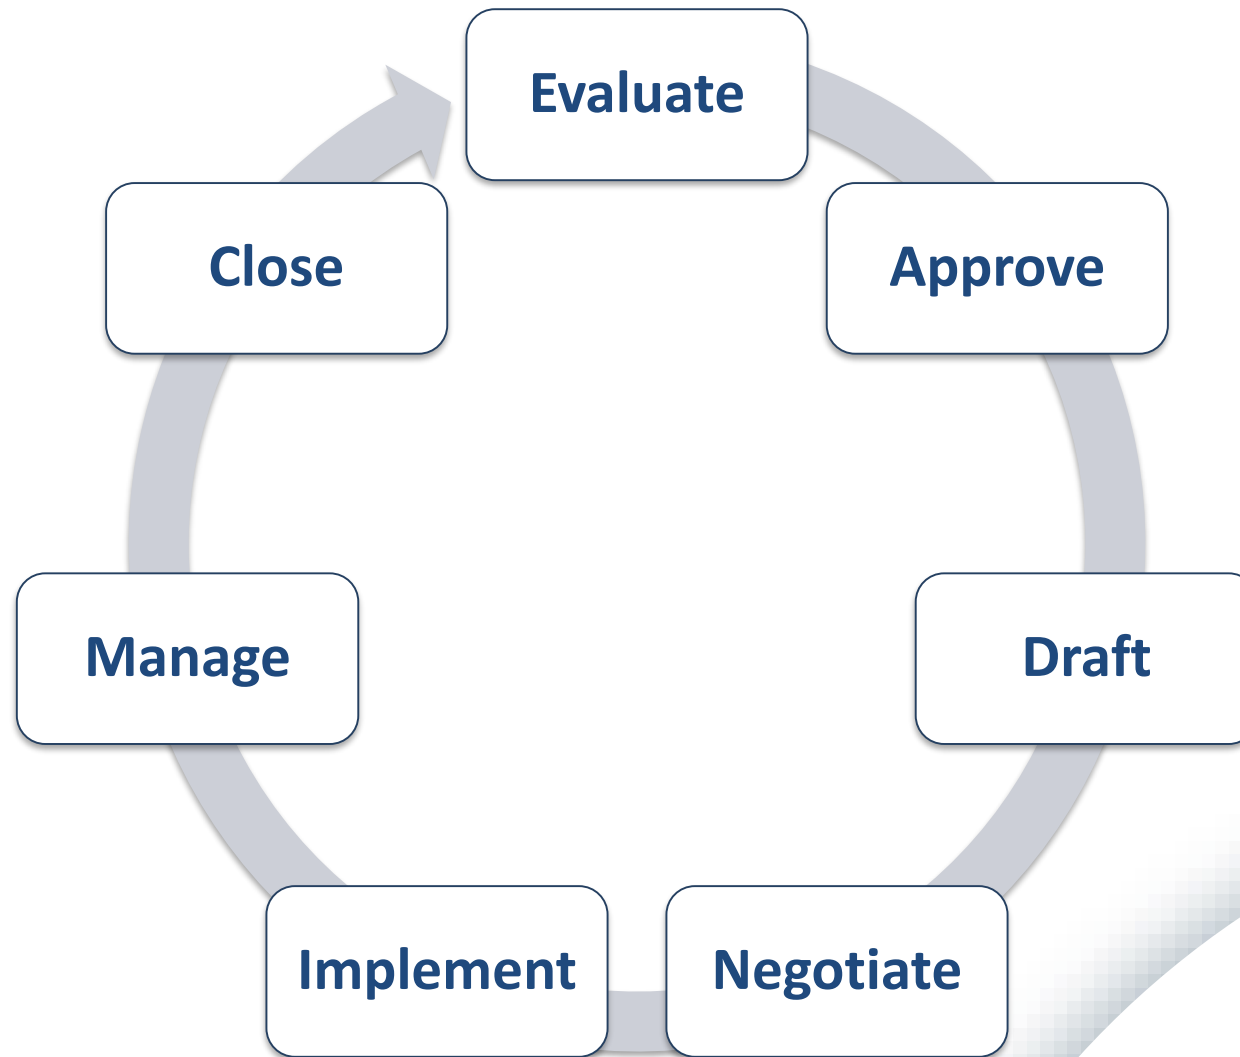 Evaluate
Approve
Draft
Negotiate
Implement
Manage
Close